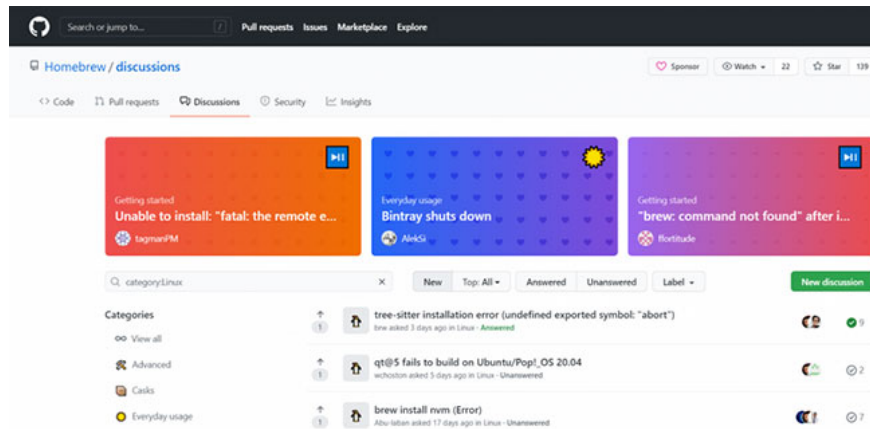 Search or jump to... / Pull requests Issues Marketplace Explore
Homebrew / discussions Sponsor Watch 22 Star 139
<> Code Pull requests Discussions Security Insights
Getting started
Unable to install: "fatal: the remote e...
tagmanPM
Everyday usage
Bintray shuts down
AlekSi
Getting started
"brew: command not found" after i...
ffortitude
category:Linux × New Top: All Answered Unanswered Label New discussion
Categories
View all
Advanced
Casks
Everyday usage
tree-sitter installation error (undefined exported symbol: "abort")
1 asked 3 days ago in Linux · Answered 9
qt@5 fails to build on Ubuntu/Pop!_OS 20.04
1 wchoston asked 5 days ago in Linux · Unanswered 2
brew install nvm (Error)
1 Abu-laban asked 17 days ago in Linux · Unanswered 7